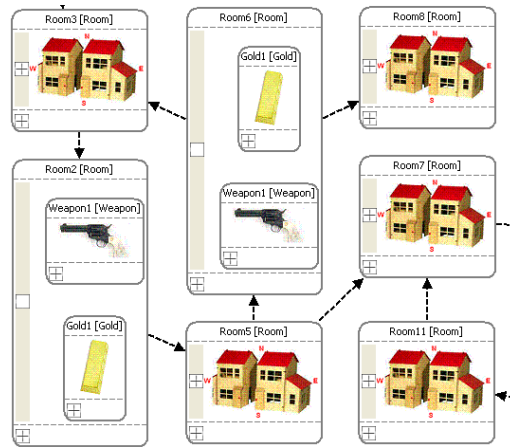 Room3 [Room]
N
W
E
S
Room6 [Room]
Gold1 [Gold]
Weapon1 [Weapon]
Room8 [Room]
N
W
E
S
Room2 [Room]
Weapon1 [Weapon]
Gold1 [Gold]
Room7 [Room]
N
W
E
S
Room5 [Room]
N
W
E
S
Room11 [Room]
N
W
E
S